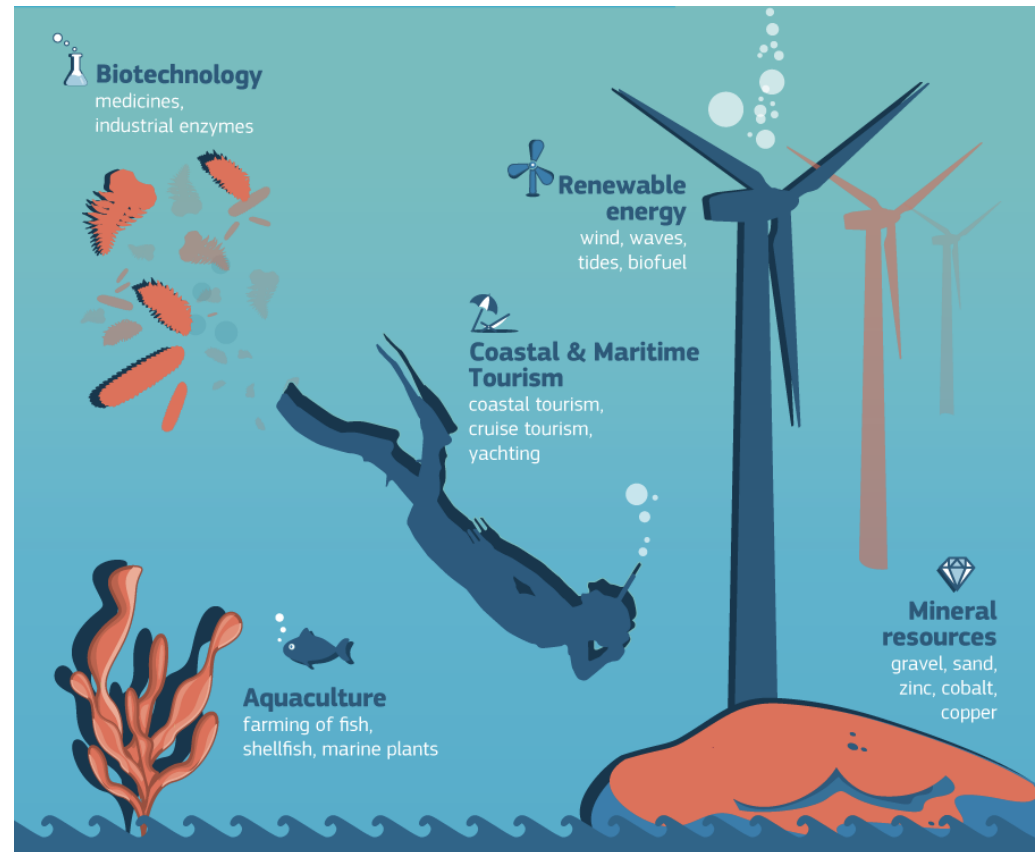 Biotechnology
medicines,
industrial enzymes
Renewable
energy
wind, waves,
tides, biofuel
Coastal & Maritime
Tourism
coastal tourism,
cruise tourism,
yachting
Mineral
resources
gravel, sand,
zinc, cobalt,
copper
Aquaculture
farming of fish,
shellfish, marine plants